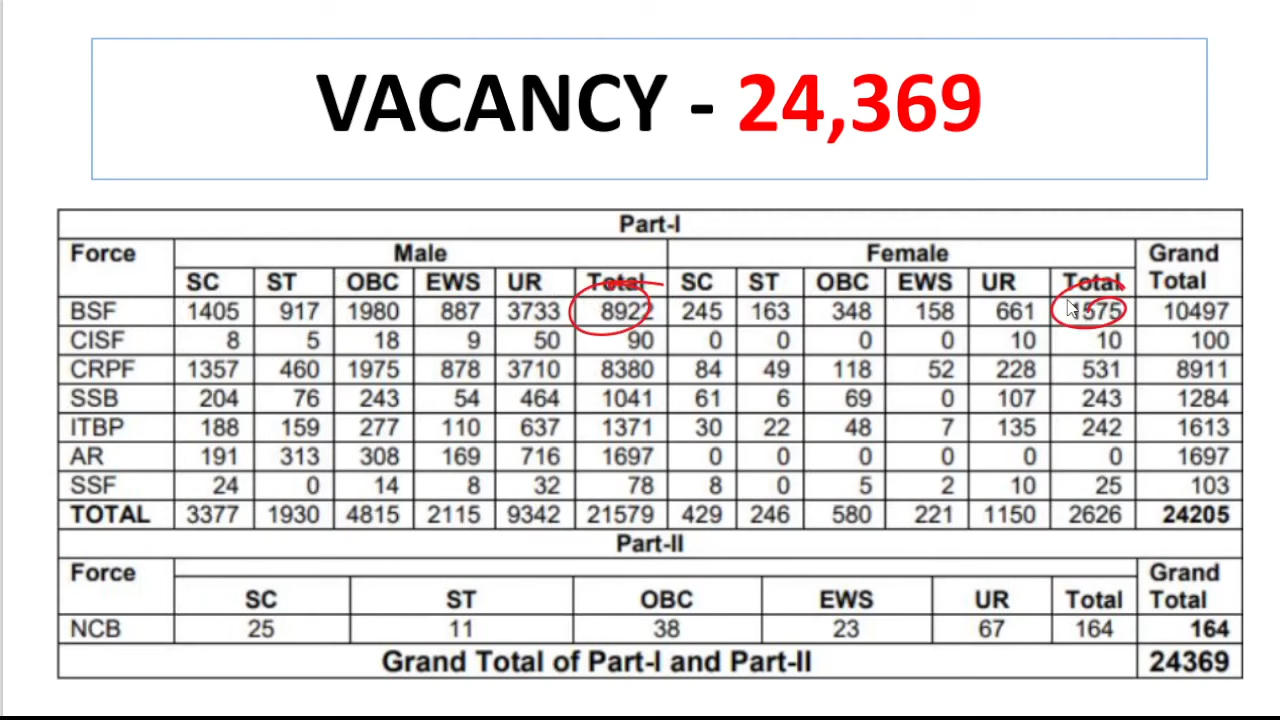 VACANCY - 24,369
Part-I
Force Male Female Grand Total
SC ST OBC EWS UR Total SC ST OBC EWS UR Total
BSF 1405 917 1980 887 3733 8922 245 163 348 158 661 1575 10497
CISF 8 5 18 9 50 90 0 0 0 0 10 10 100
CRPF 1357 460 1975 878 3710 8380 84 49 118 52 228 531 8911
SSB 204 76 243 54 464 1041 61 6 69 0 107 243 1284
ITBP 188 159 277 110 637 1371 30 22 48 7 135 242 1613
AR 191 313 308 169 716 1697 0 0 0 0 0 0 1697
SSF 24 0 14 8 32 78 8 0 5 2 10 25 103
TOTAL 3377 1930 4815 2115 9342 21579 429 246 580 221 1150 2626 24205
Part-II
Force Grand
SC ST OBC EWS UR Total Total
NCB 25 11 38 23 67 164 164
Grand Total of Part-I and Part-II 24369